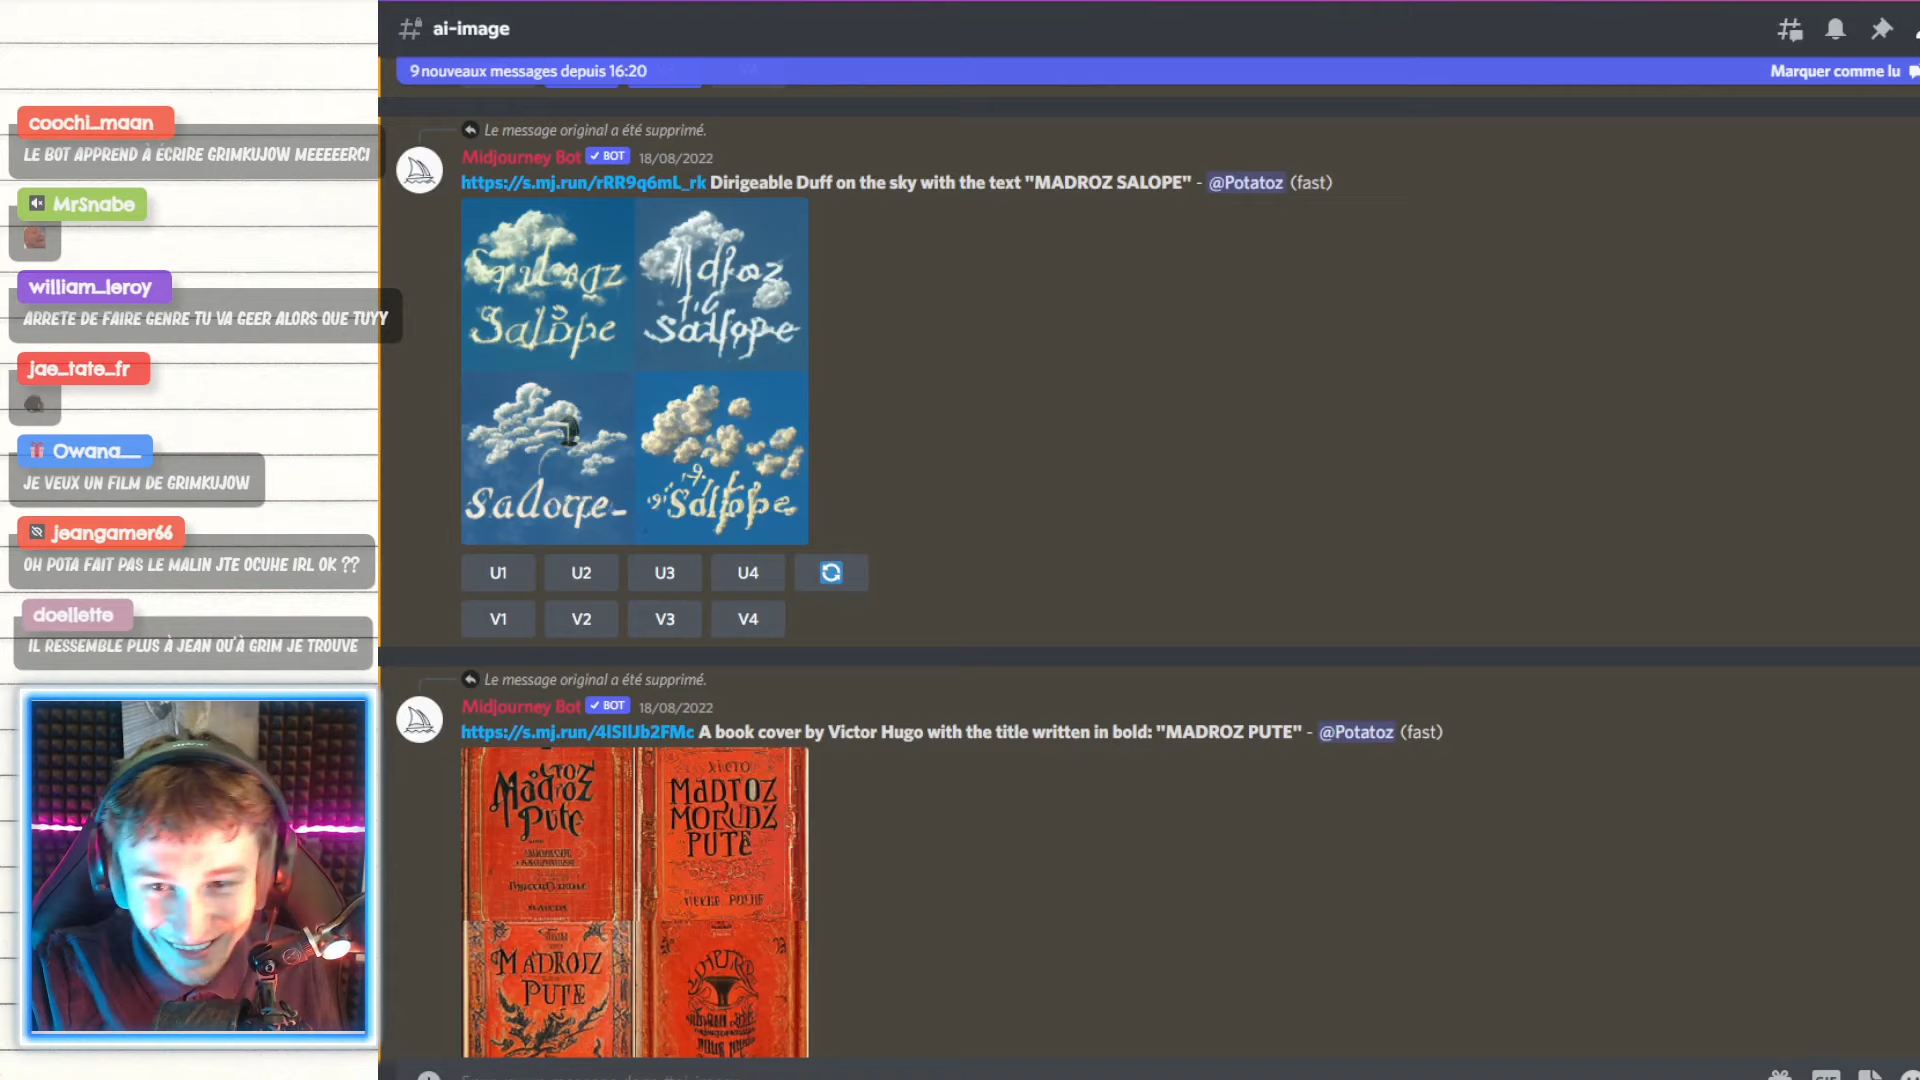 ai-image
9 nouveaux messages depuis 16:20
Marquer comme lu
coochi_maan
LE BOT APPREND À ÉCRIRE GRIMKUJOW MEEEEERCI
MrSnabe
william_leroy
ARRETE DE FAIRE GENRE TU VA GEER ALORS QUE TUYY
jae_tate_fr
Owana__
JE VEUX UN FILM DE GRIMKUJOW
jeangamer66
OH POTA FAIT PAS LE MALIN JTE OCUHE IRL OK ??
doellette
IL RESSEMBLE PLUS À JEAN QU'À GRIM JE TROUVE
Le message original a été supprimé.
Midjourney Bot BOT 18/08/2022
https://s.mj.run/rRR9q6mL_rk Dirigeable Duff on the sky with the text "MADROZ SALOPE" - @Potatoz (fast)
Salope
U1 U2 U3 U4
V1 V2 V3 V4
Le message original a été supprimé.
Midjourney Bot BOT 18/08/2022
https://s.mj.run/4lSIlJb2FMc A book cover by Victor Hugo with the title written in bold: "MADROZ PUTE" - @Potatoz (fast)
Madroz
Pute
MADTOZ
MORUDZ
PUTE
MADROIZ
PUTE